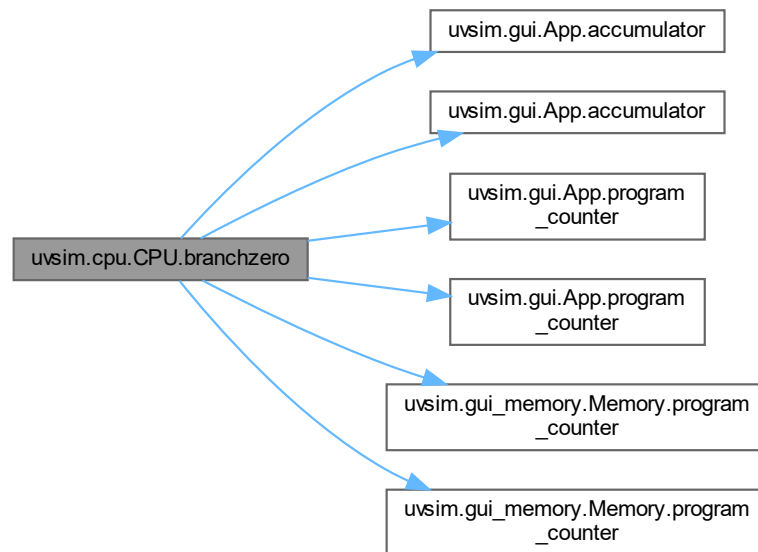 uvsim.gui.App.accumulator
uvsim.gui.App.accumulator
uvsim.gui.App.program
_counter
uvsim.cpu.CPU.branchzero
uvsim.gui.App.program
_counter
uvsim.gui_memory.Memory.program
_counter
uvsim.gui_memory.Memory.program
_counter